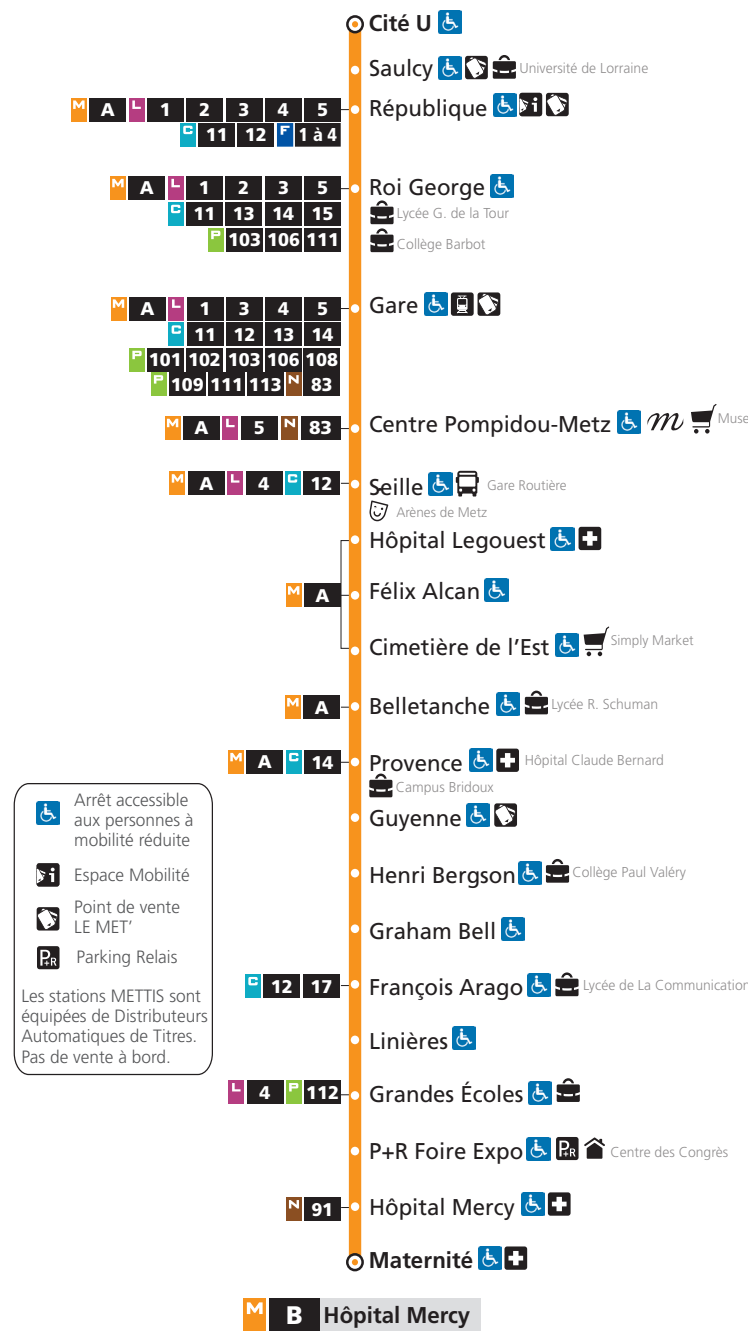 Cité U
Saulcy Université de Lorraine
M A L 1 2 3 4 5 République
C 11 12 F 1 à 4
M A L 1 2 3 5 Roi George
C 11 13 14 15 Lycée G. de la Tour
P 103 106 111 Collège Barbot
M A L 1 3 4 5 Gare
C 11 12 13 14
P 101 102 103 106 108
P 109 111 113 N 83
M A L 5 N 83 Centre Pompidou-Metz m Muse
M A L 4 C 12 Seille Gare Routière
Arènes de Metz
Hôpital Legouest
M A Félix Alcan
Cimetière de l'Est Simply Market
M A Belletanche Lycée R. Schuman
M A C 14 Provence Hôpital Claude Bernard
Campus Bridoux
Guyenne
Henri Bergson Collège Paul Valéry
Graham Bell
C 12 17 François Arago Lycée de La Communication
Linières
L 4 P 112 Grandes Écoles
P+R Foire Expo P+R Centre des Congrès
N 91 Hôpital Mercy
Maternité
Arrêt accessible
aux personnes à
mobilité réduite
i Espace Mobilité
Point de vente
LE MET'
P+R Parking Relais
Les stations METTIS sont
équipées de Distributeurs
Automatiques de Titres.
Pas de vente à bord.
M B Hôpital Mercy